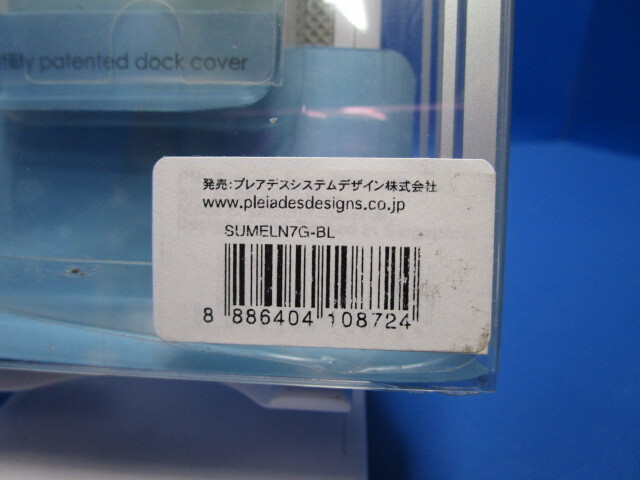 patented dock cover
発売:プレアデスシステムデザイン株式会社
www.pleiadesdesigns.co.jp
SUMELN7G-BL
8 886404 108724